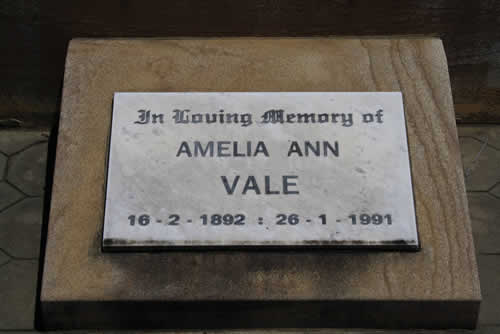 In Loving Memory of
AMELIA ANN
VALE
16 - 2 - 1892 : 26 - 1 - 1991